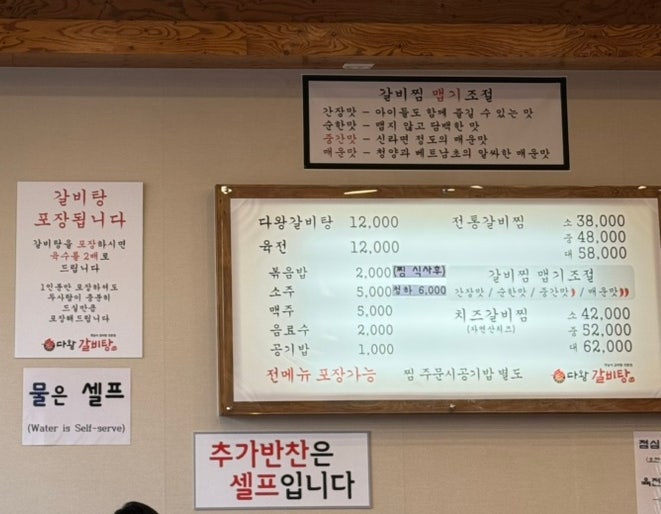 갈비찜 맵기조절
간장맛 - 아이들도 함께 즐길 수 있는 맛
순한맛 - 맵지 않고 담백한 맛
중간맛 - 신라면 정도의 매운맛
매운맛 - 청양과 베트남초의 알싸한 매운맛
갈비탕
포장됩니다
갈비탕을 포장하시면
육수를 2배로
드립니다
1인분만 포장하셔도
두사람이 충분히
드실만큼
포장해드립니다
다왕 갈비탕
물은 셀프
(Water is Self-serve)
다왕갈비탕 12,000
육전 12,000
볶음밥 2,000 (찜 식사후)
소주 5,000 청하 6,000
맥주 5,000
음료수 2,000
공기밥 1,000
전통갈비찜 소 38,000
중 48,000
대 58,000
갈비찜 맵기조절
간장맛 / 순한맛 / 중간맛 / 매운맛
치즈갈비찜 소 42,000
(자연산치즈) 중 52,000
대 62,000
전메뉴 포장가능 찜 주문시공기밥 별도
다왕 갈비탕
추가반찬은
셀프입니다
점심
육전